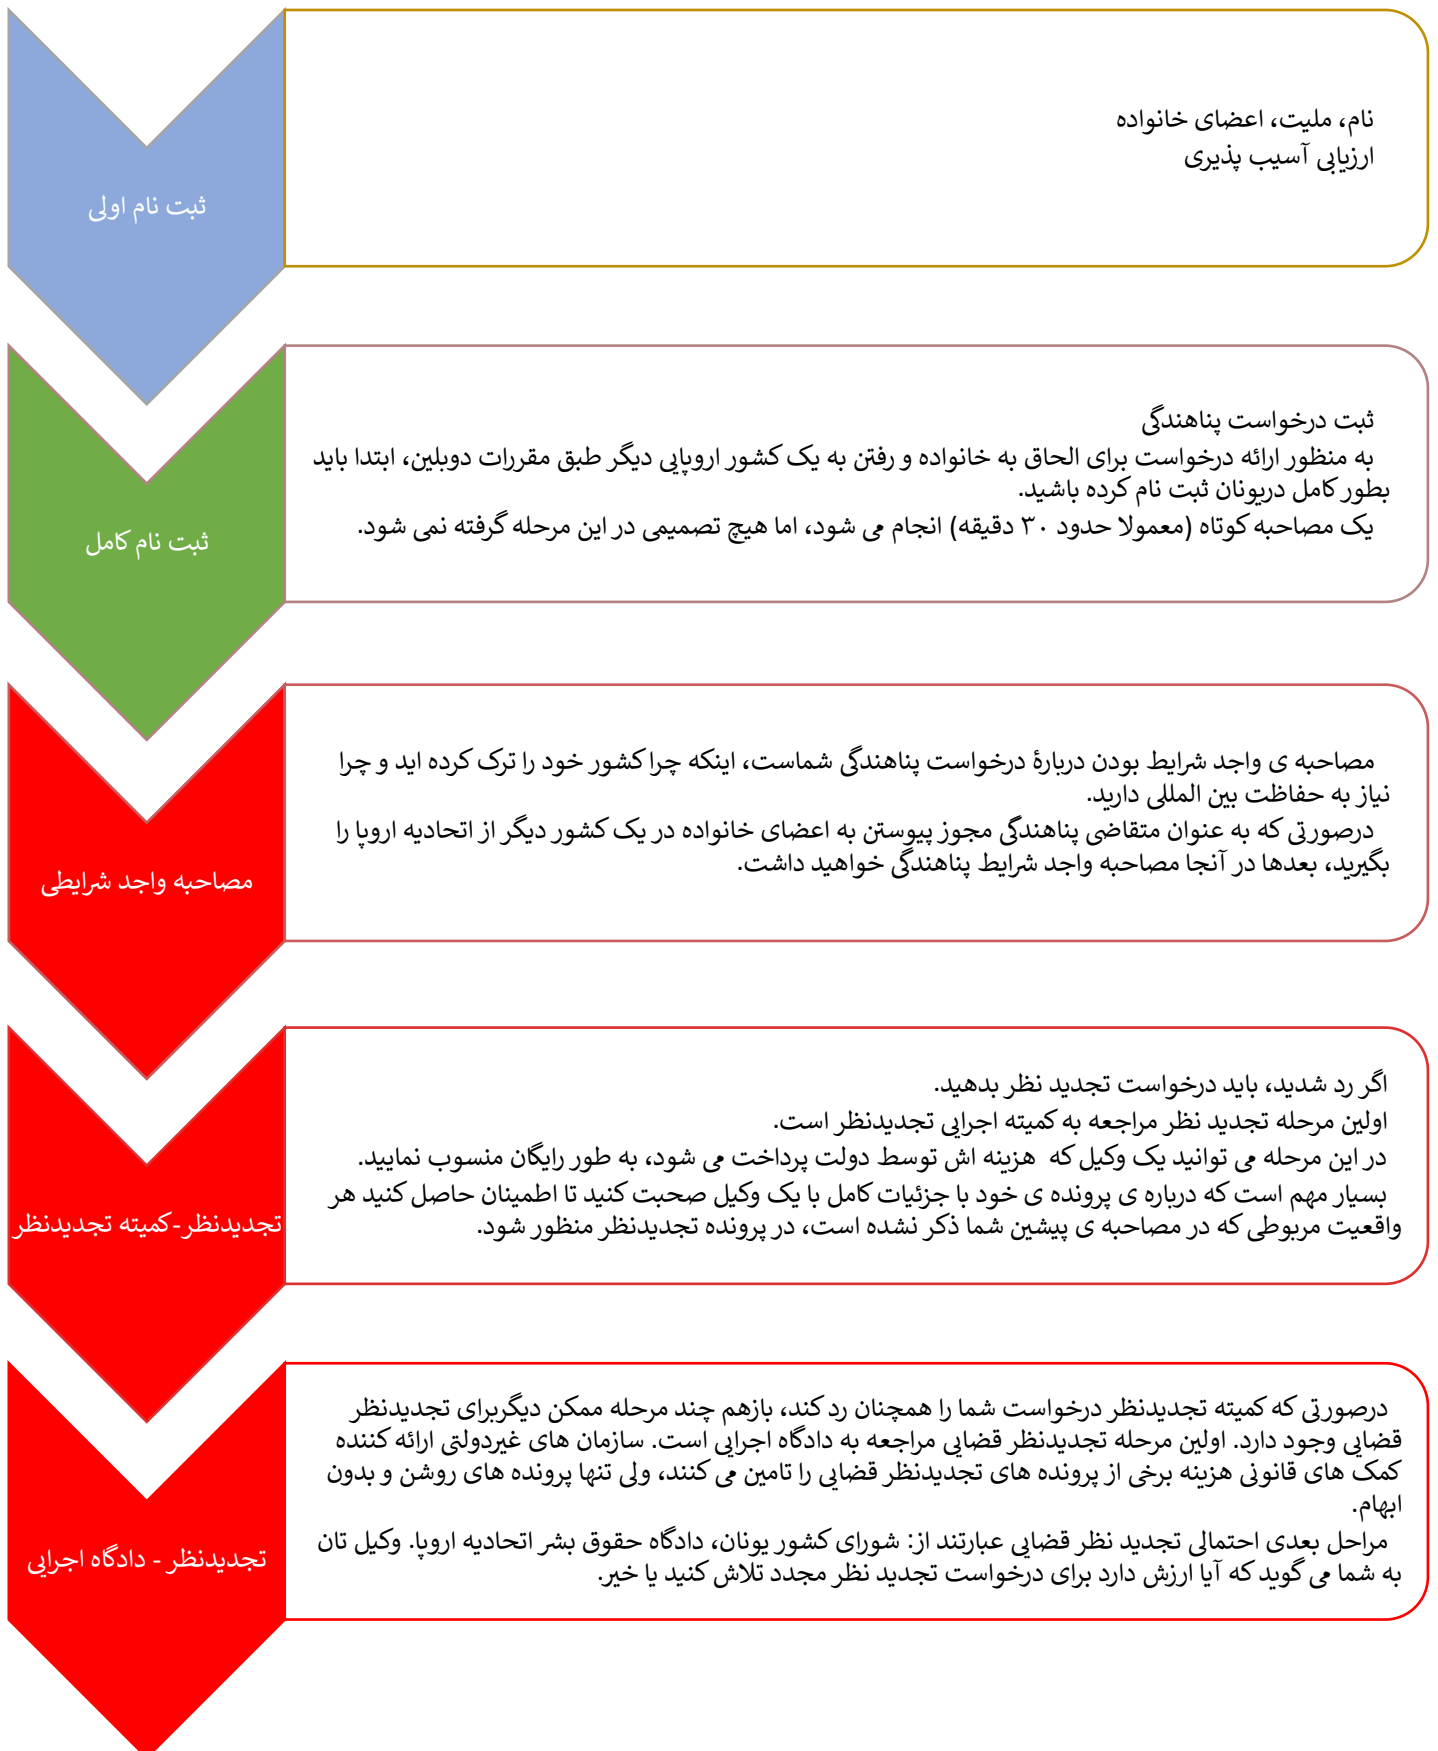 ثبت نام اولی
نام، ملیت، اعضای خانواده
ارزیابی آسیب پذیری
ثبت نام کامل
ثبت درخواست پناهندگی
به منظور ارائه درخواست برای الحاق به خانواده و رفتن به یک کشور اروپایی دیگر طبق مقررات دوبلین، ابتدا باید
بطور کامل دریونان ثبت نام کرده باشید.
یک مصاحبه کوتاه (معمولا حدود ۳۰ دقیقه) انجام می شود، اما هیچ تصمیمی در این مرحله گرفته نمی شود.
مصاحبه واجد شرایطی
مصاحبه ی واجد شرایط بودن دربارۀ درخواست پناهندگی شماست، اینکه چرا کشور خود را ترک کرده اید و چرا
نیاز به حفاظت بین المللی دارید.
درصورتی که به عنوان متقاضی پناهندگی مجوز پیوستن به اعضای خانواده در یک کشور دیگر از اتحادیه اروپا را
بگیرید، بعدها در آنجا مصاحبه واجد شرایط پناهندگی خواهید داشت.
تجدیدنظر-کمیته تجدیدنظر
اگر رد شدید، باید درخواست تجدید نظر بدهید.
اولین مرحله تجدید نظر مراجعه به کمیته اجرایی تجدیدنظر است.
در این مرحله می توانید یک وکیل که هزینه اش توسط دولت پرداخت می شود، به طور رایگان منسوب نمایید.
بسیار مهم است که درباره ی پرونده ی خود با جزئیات کامل با یک وکیل صحبت کنید تا اطمینان حاصل کنید هر
واقعیت مربوطی که در مصاحبه ی پیشین شما ذکر نشده است، در پرونده تجدیدنظر منظور شود.
تجدیدنظر - دادگاه اجرایی
درصورتی که کمیته تجدیدنظر درخواست شما را همچنان رد کند، بازهم چند مرحله ممکن دیگربرای تجدیدنظر
قضایی وجود دارد. اولین مرحله تجدیدنظر قضایی مراجعه به دادگاه اجرایی است. سازمان های غیردولتی ارائه کننده
کمک های قانونی هزینه برخی از پرونده های تجدیدنظر قضایی را تامین می کنند، ولی تنها پرونده های روشن و بدون
ابهام.
مراحل بعدی احتمالی تجدید نظر قضایی عبارتند از: شورای کشور یونان، دادگاه حقوق بشر اتحادیه اروپا. وکیل تان
به شما می گوید که آیا ارزش دارد برای درخواست تجدید نظر مجدد تلاش کنید یا خیر.